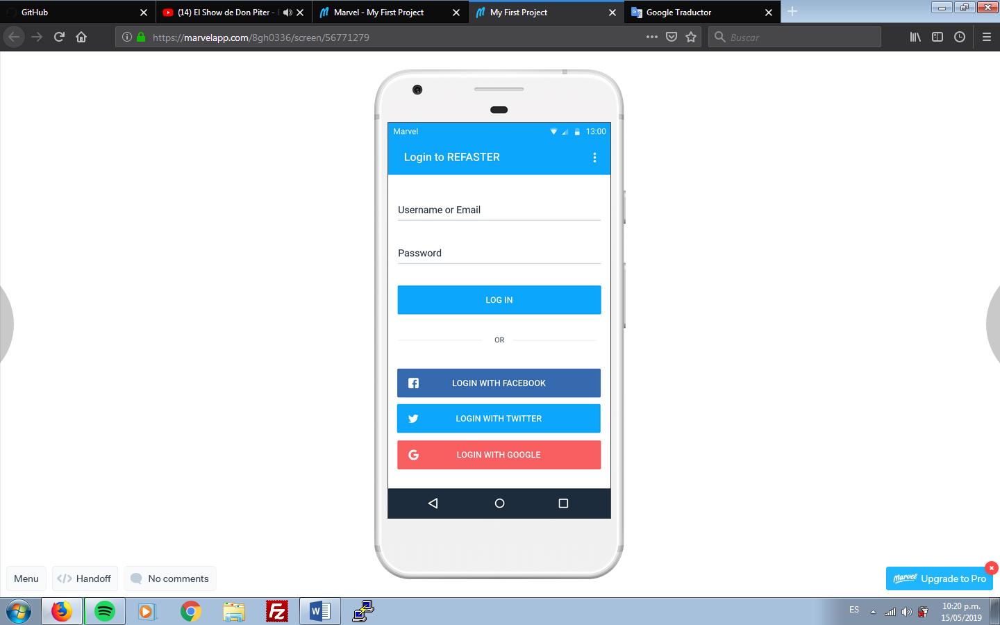 GitHub
(14) El Show de Don Piter - E
Marvel - My First Project
My First Project
Google Traductor
https://marvelapp.com/8gh0336/screen/56771279
Buscar
Marvel
13:00
Login to REFASTER
Username or Email
Password
LOG IN
OR
LOGIN WITH FACEBOOK
LOGIN WITH TWITTER
LOGIN WITH GOOGLE
Menu
Handoff
No comments
Marvel Upgrade to Pro
ES
10:20 p.m.
15/05/2019